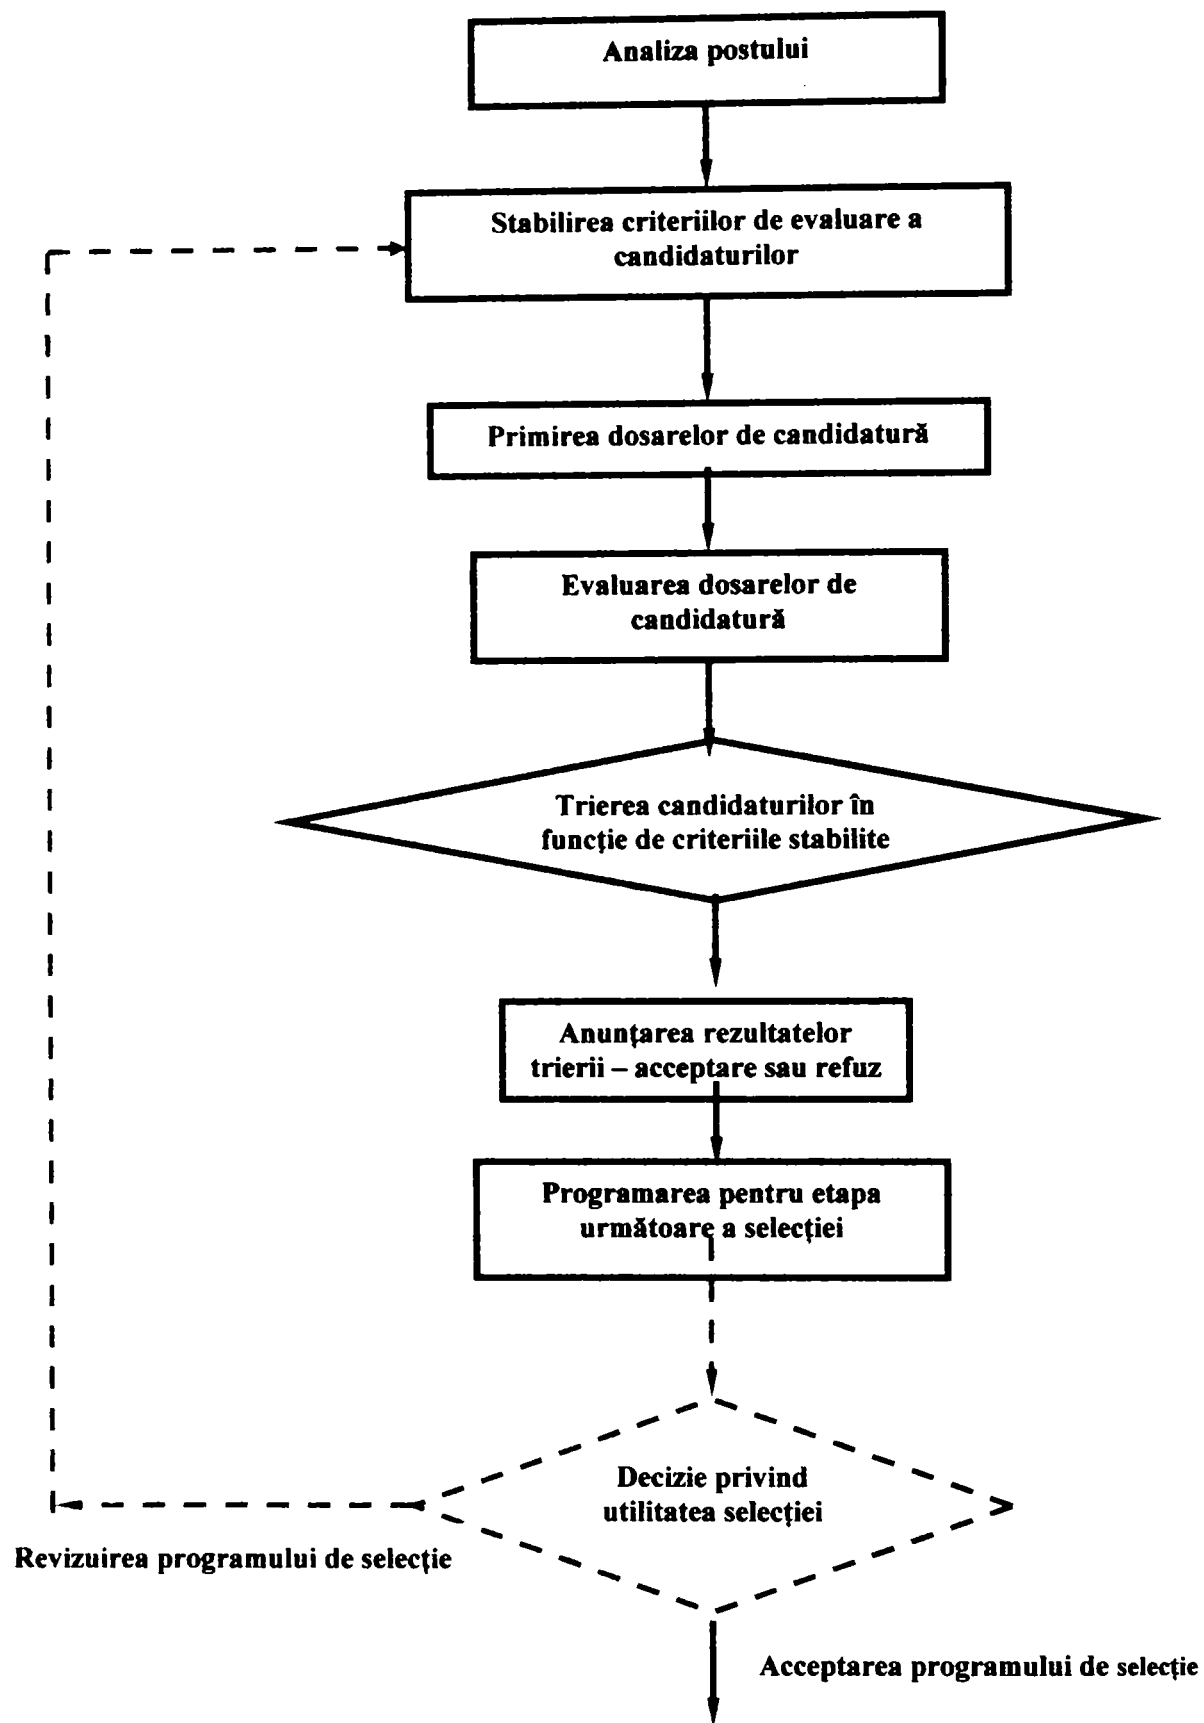 Analiza postului
Stabilirea criteriilor de evaluare a
candidaturilor
Primirea dosarelor de candidatură
Evaluarea dosarelor de
candidatură
Trierea candidaturilor în
funcție de criteriile stabilite
Anunțarea rezultatelor
trierii – acceptare sau refuz
Programarea pentru etapa
următoare a selecției
Decizie privind
utilitatea selecției
Revizuirea programului de selecție
Acceptarea programului de selecție